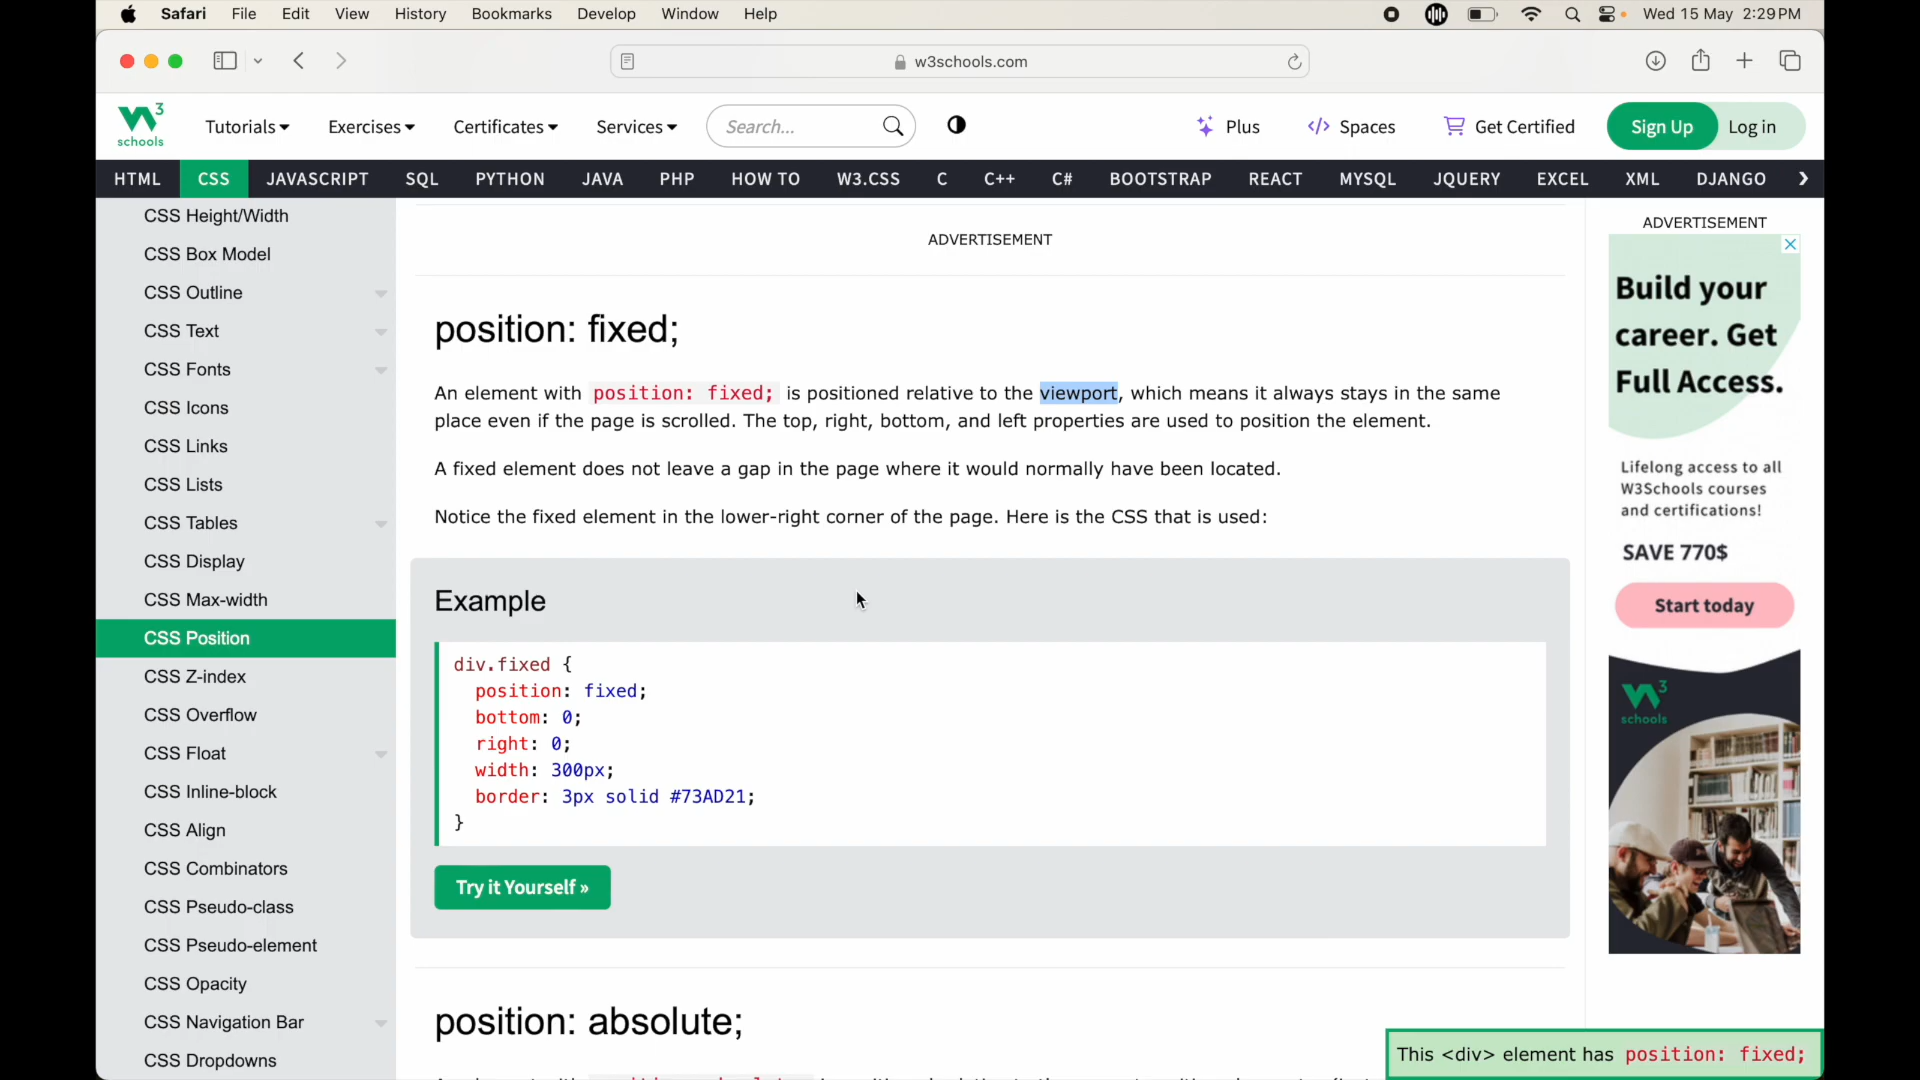 Safari File Edit View History Bookmarks Develop Window Help Wed 15 May 2:29 PM
w3schools.com
W3 schools Tutorials Exercises Certificates Services Search... Plus </> Spaces Get Certified Sign Up Log in
HTML CSS JAVASCRIPT SQL PYTHON JAVA PHP HOW TO W3.CSS C C++ C# BOOTSTRAP REACT MYSQL JQUERY EXCEL XML DJANGO
CSS Height/Width
CSS Box Model
CSS Outline
CSS Text
CSS Fonts
CSS Icons
CSS Links
CSS Lists
CSS Tables
CSS Display
CSS Max-width
CSS Position
CSS Z-index
CSS Overflow
CSS Float
CSS Inline-block
CSS Align
CSS Combinators
CSS Pseudo-class
CSS Pseudo-element
CSS Opacity
CSS Navigation Bar
CSS Dropdowns
ADVERTISEMENT
position: fixed;
An element with position: fixed; is positioned relative to the viewport, which means it always stays in the same
place even if the page is scrolled. The top, right, bottom, and left properties are used to position the element.
A fixed element does not leave a gap in the page where it would normally have been located.
Notice the fixed element in the lower-right corner of the page. Here is the CSS that is used:
Example
div.fixed {
position: fixed;
bottom: 0;
right: 0;
width: 300px;
border: 3px solid #73AD21;
}
Try it Yourself »
position: absolute;
ADVERTISEMENT
Build your
career. Get
Full Access.
Lifelong access to all
W3Schools courses
and certifications!
SAVE 770$
Start today
W3 schools
This <div> element has position: fixed;